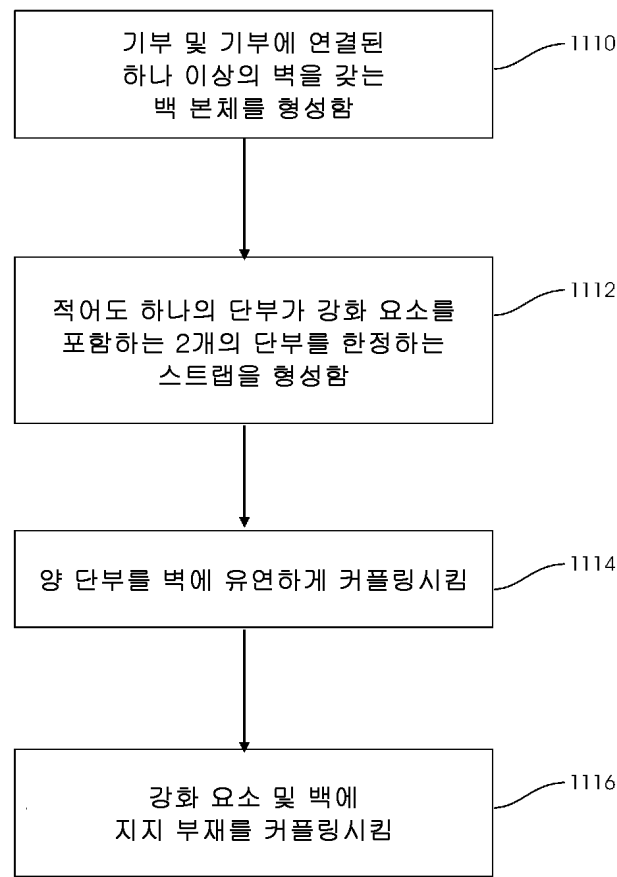 기부 및 기부에 연결된
하나 이상의 벽을 갖는
백 본체를 형성함
1110
적어도 하나의 단부가 강화 요소를
포함하는 2개의 단부를 한정하는
스트랩을 형성함
1112
양 단부를 벽에 유연하게 커플링시킴
1114
강화 요소 및 백에
지지 부재를 커플링시킴
1116